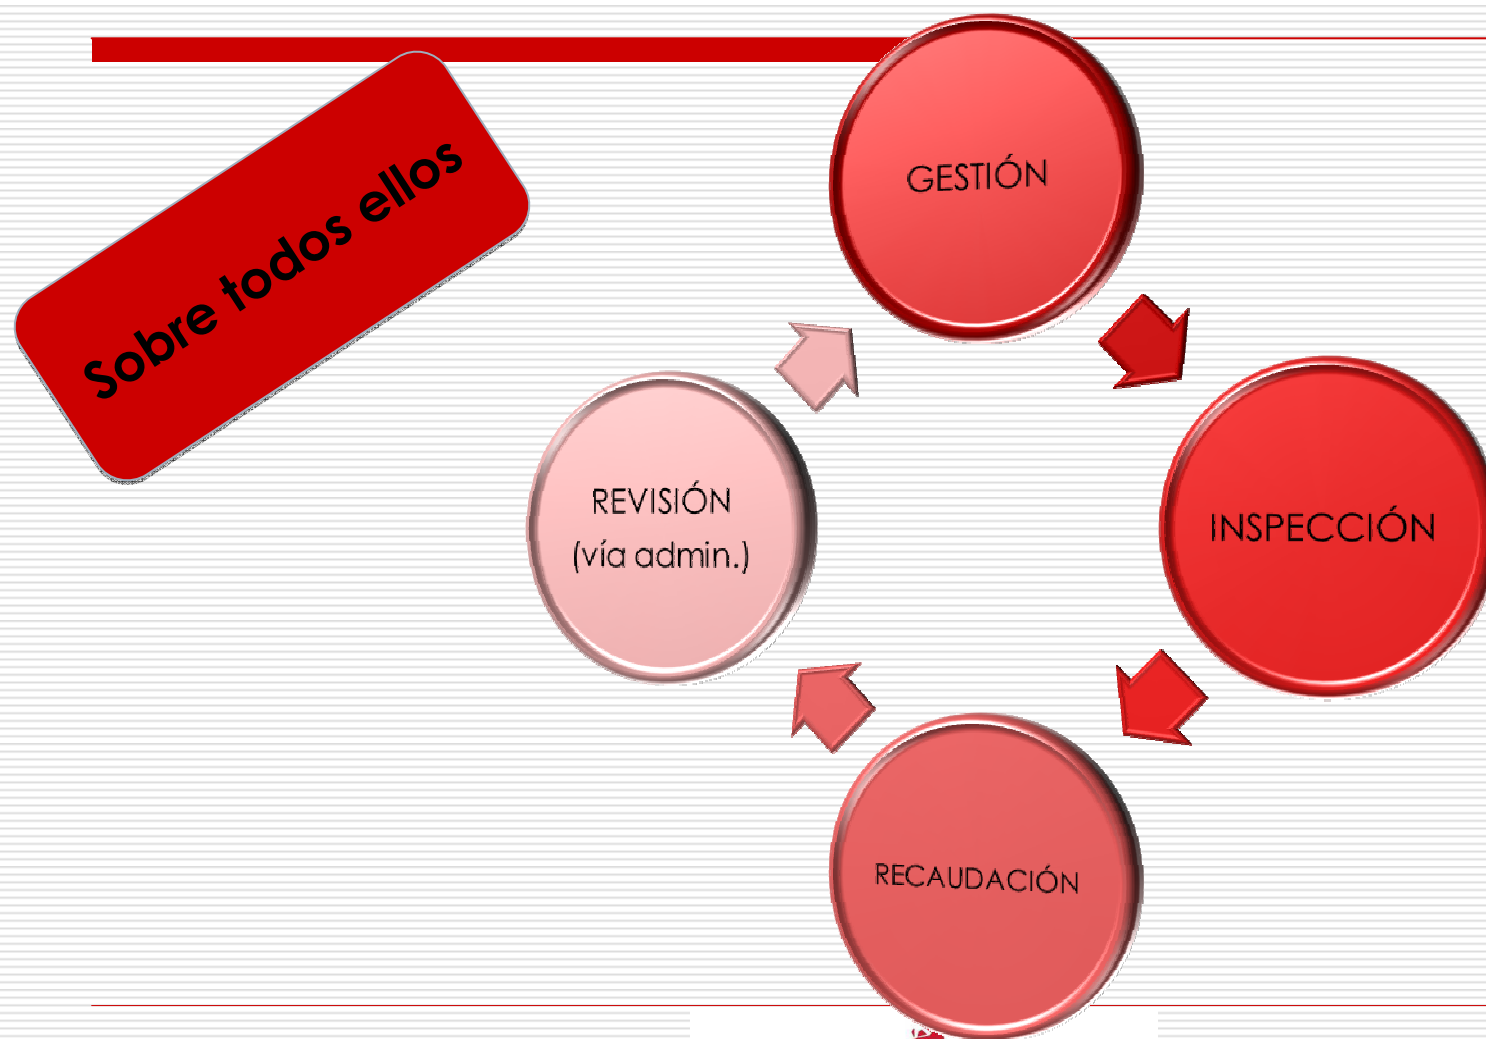 Sobre todos ellos
GESTIÓN
INSPECCIÓN
RECAUDACIÓN
REVISIÓN
(vía admin.)